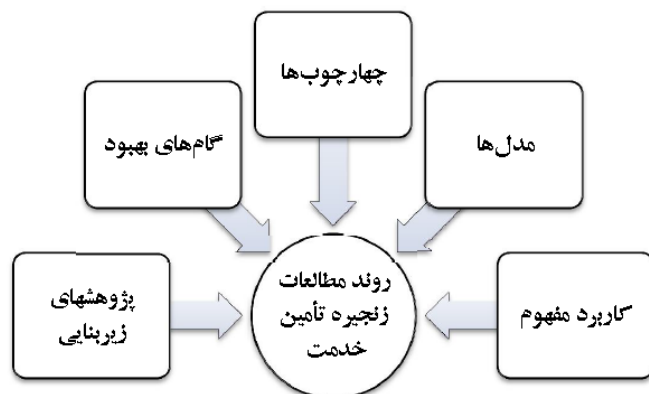 چهارچوب‌ها
مدل‌ها
گام‌های بهبود
کاربرد مفهوم
روند مطالعات
زنجیره تأمین
خدمت
پژوهشهای
زیربنایی